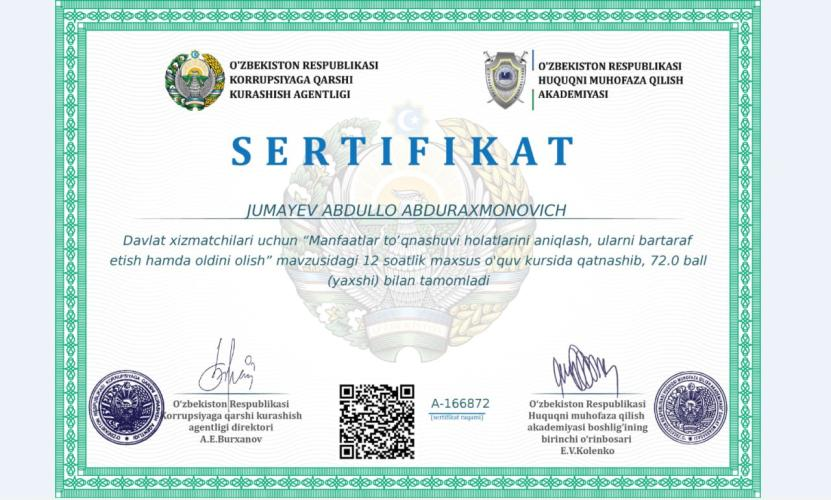 O'ZBEKISTON RESPUBLIKASI
KORRUPSIYAGA QARSHI
KURASHISH AGENTLIGI
O'ZBEKISTON RESPUBLIKASI
HUQUQNI MUHOFAZA QILISH
AKADEMIYASI
SERTIFIKAT
JUMAYEV ABDULLO ABDURAXMONOVICH
Davlat xizmatchilari uchun “Manfaatlar to‘qnashuvi holatlarini aniqlash, ularni bartaraf
etish hamda oldini olish” mavzusidagi 12 soatlik maxsus o'quv kursida qatnashib, 72.0 ball
(yaxshi) bilan tamomladi
O‘zbekiston Respublikasi
Korrupsiyaga qarshi kurashish
agentligi direktori
A.E.Burxanov
A-166872
(sertifikat raqami)
O‘zbekiston Respublikasi
Huquqni muhofaza qilish
akademiyasi boshlig‘ining
birinchi o‘rinbosari
E.V.Kolenko